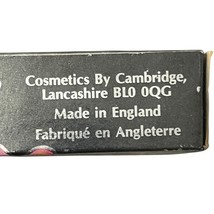 Cosmetics By Cambridge,
Lancashire BL0 0QG
Made in England
Fabriqué en Angleterre